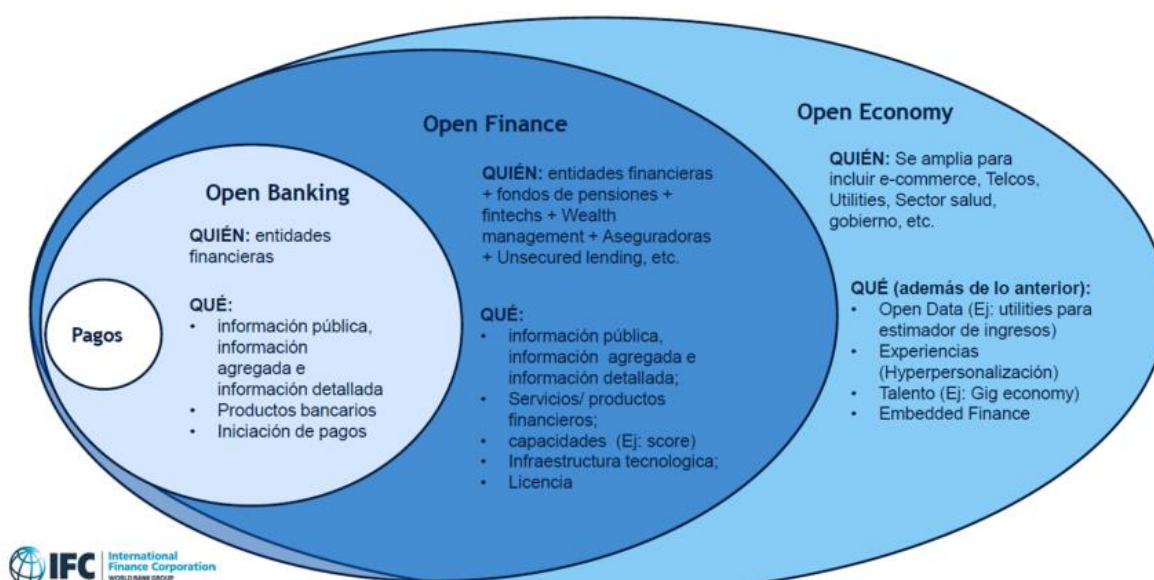 Pagos
Open Banking
QUIÉN: entidades
financieras
QUÉ:
• información pública,
información
agregada e
información detallada
• Productos bancarios
• Iniciación de pagos
Open Finance
QUIÉN: entidades financieras
+ fondos de pensiones +
fintechs + Wealth
management + Aseguradoras
+ Unsecured lending, etc.
QUÉ:
• información pública,
información agregada e
información detallada;
• Servicios/ productos
financieros;
• capacidades (Ej: score)
• Infraestructura tecnologica;
• Licencia
Open Economy
QUIÉN: Se amplia para
incluir e-commerce, Telcos,
Utilities, Sector salud,
gobierno, etc.
QUÉ (además de lo anterior):
• Open Data (Ej: utilities para
estimador de ingresos)
• Experiencias
(Hyperpersonalización)
• Talento (Ej: Gig economy)
• Embedded Finance
IFC
International
Finance Corporation
WORLD BANK GROUP